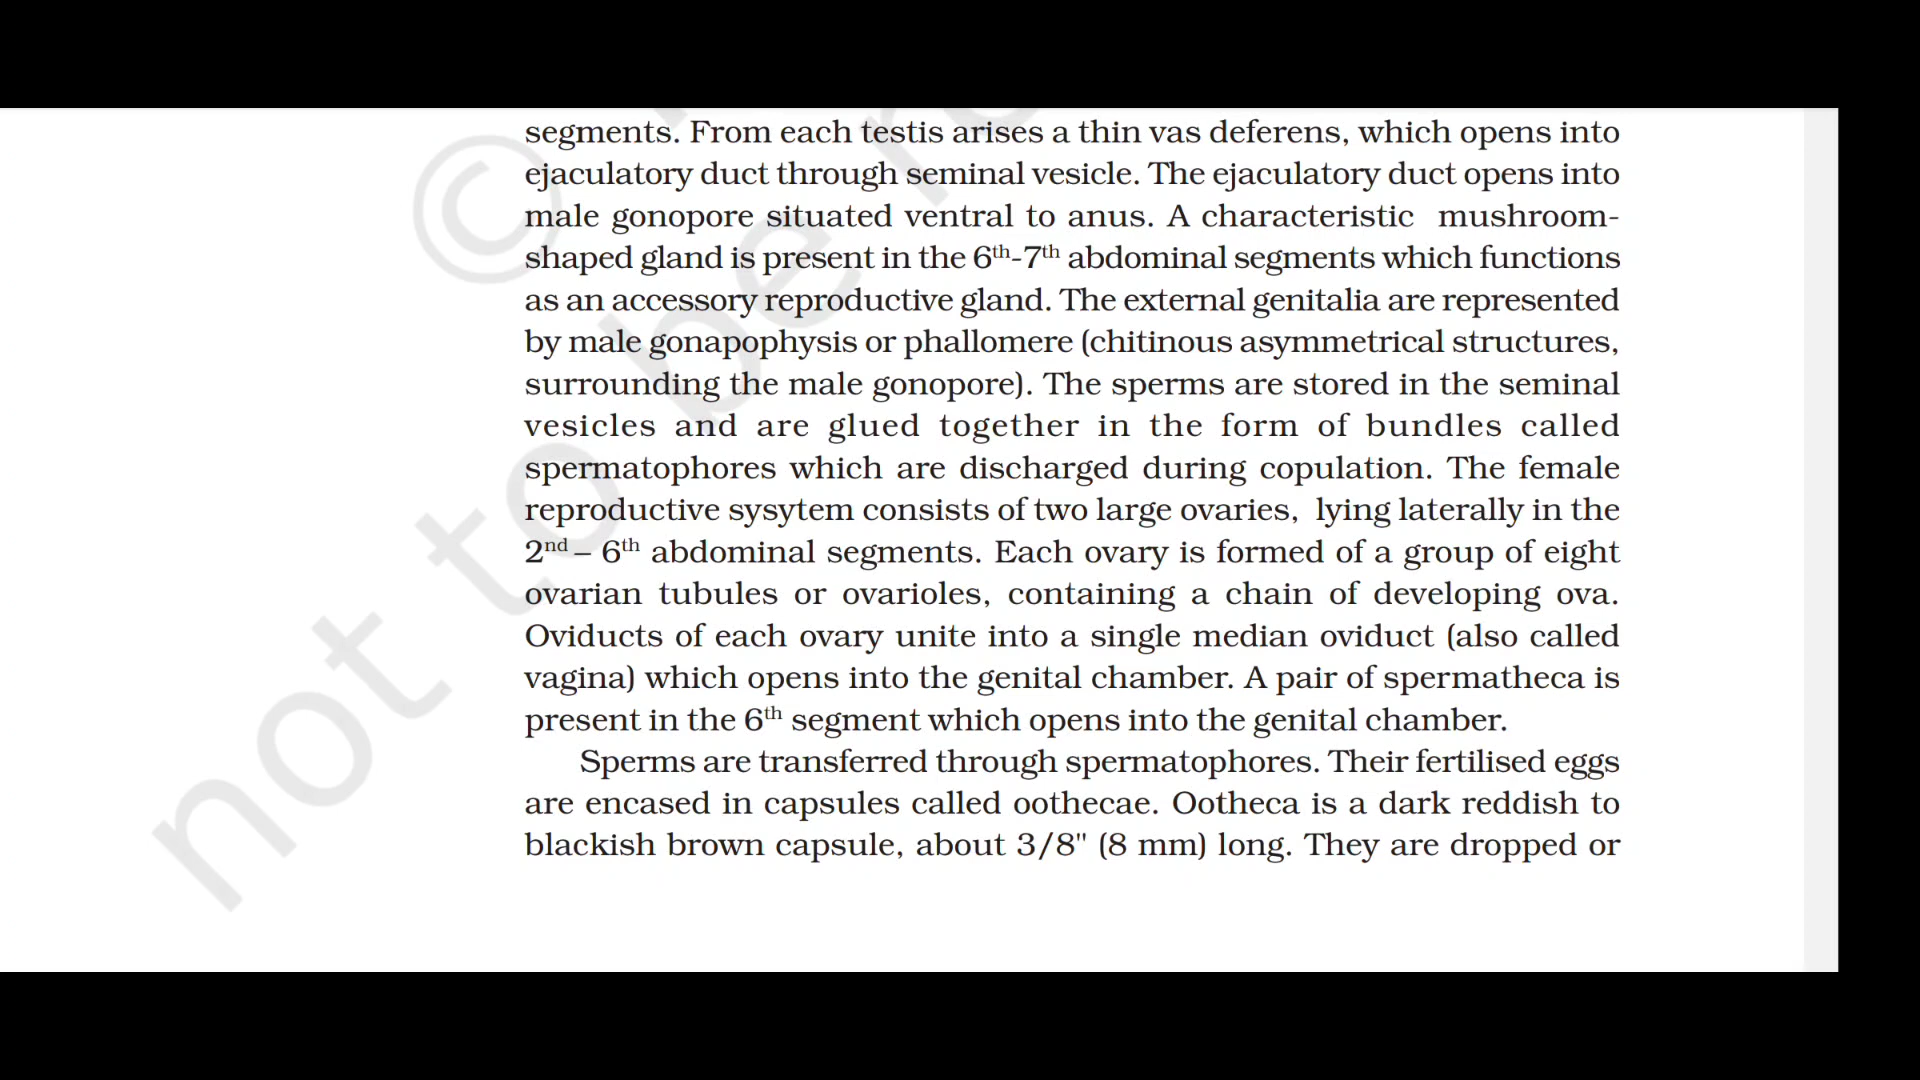 segments. From each testis arises a thin vas deferens, which opens into
ejaculatory duct through seminal vesicle. The ejaculatory duct opens into
male gonopore situated ventral to anus. A characteristic mushroom-
shaped gland is present in the 6th-7th abdominal segments which functions
as an accessory reproductive gland. The external genitalia are represented
by male gonapophysis or phallomere (chitinous asymmetrical structures,
surrounding the male gonopore). The sperms are stored in the seminal
vesicles and are glued together in the form of bundles called
spermatophores which are discharged during copulation. The female
reproductive sysytem consists of two large ovaries, lying laterally in the
2nd – 6th abdominal segments. Each ovary is formed of a group of eight
ovarian tubules or ovarioles, containing a chain of developing ova.
Oviducts of each ovary unite into a single median oviduct (also called
vagina) which opens into the genital chamber. A pair of spermatheca is
present in the 6th segment which opens into the genital chamber.
Sperms are transferred through spermatophores. Their fertilised eggs
are encased in capsules called oothecae. Ootheca is a dark reddish to
blackish brown capsule, about 3/8" (8 mm) long. They are dropped or
©
not to be